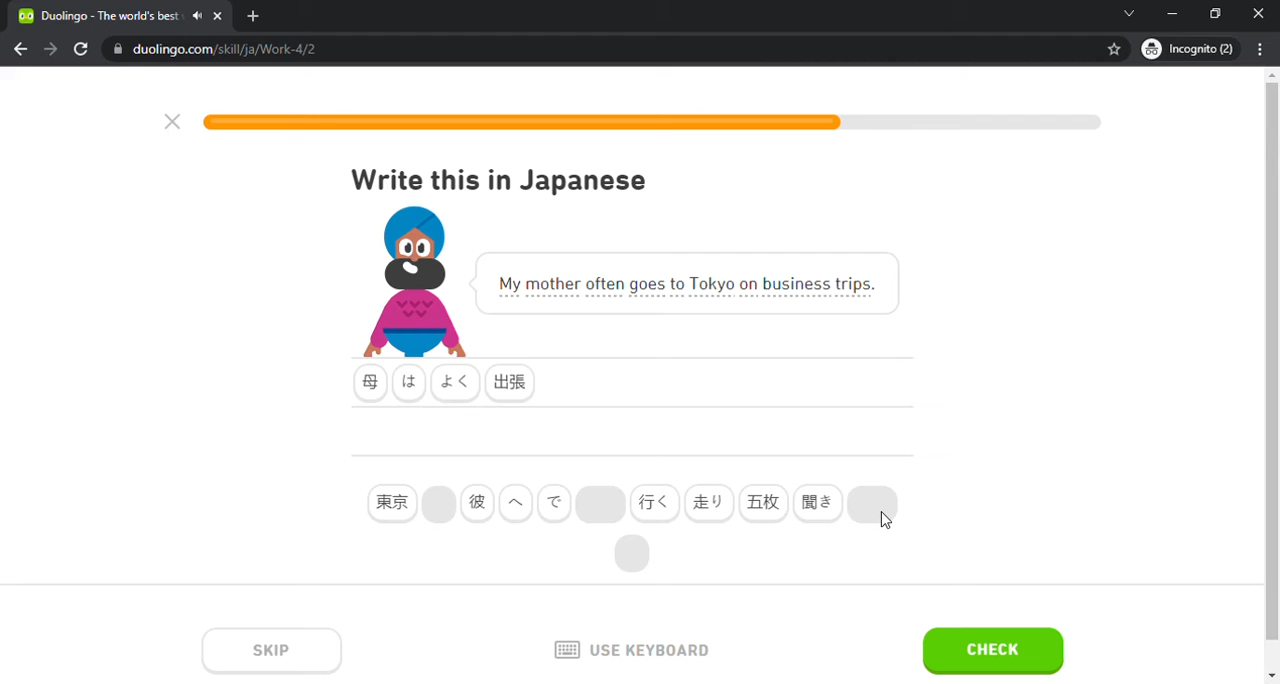 Duolingo - The world's best
duolingo.com/skill/ja/Work-4/2
Incognito (2)
Write this in Japanese
My mother often goes to Tokyo on business trips.
母 は よく 出張
東京 彼 へ で 行く 走り 五枚 聞き
SKIP
USE KEYBOARD
CHECK